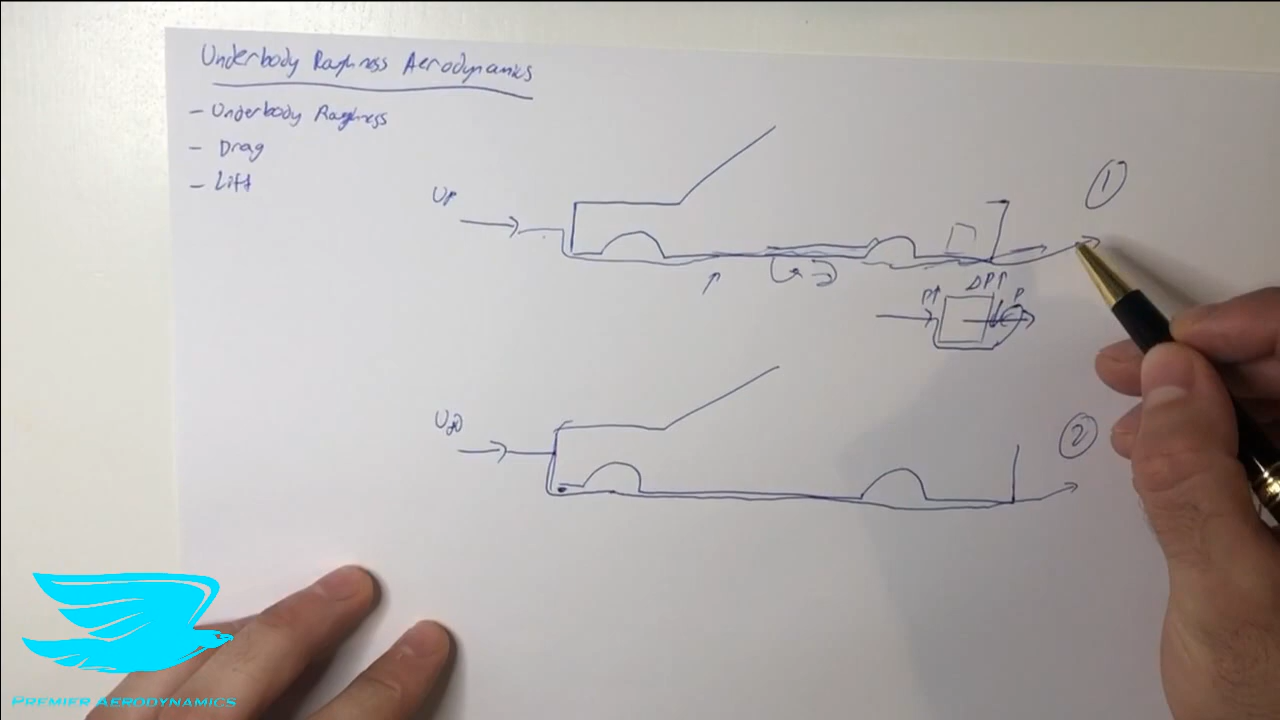 Underbody Roughness Aerodynamics
- Underbody Roughness
- Drag
- Lift
①
P↑
ΔP↑
P
U∞
②
PREMIER AERODYNAMICS